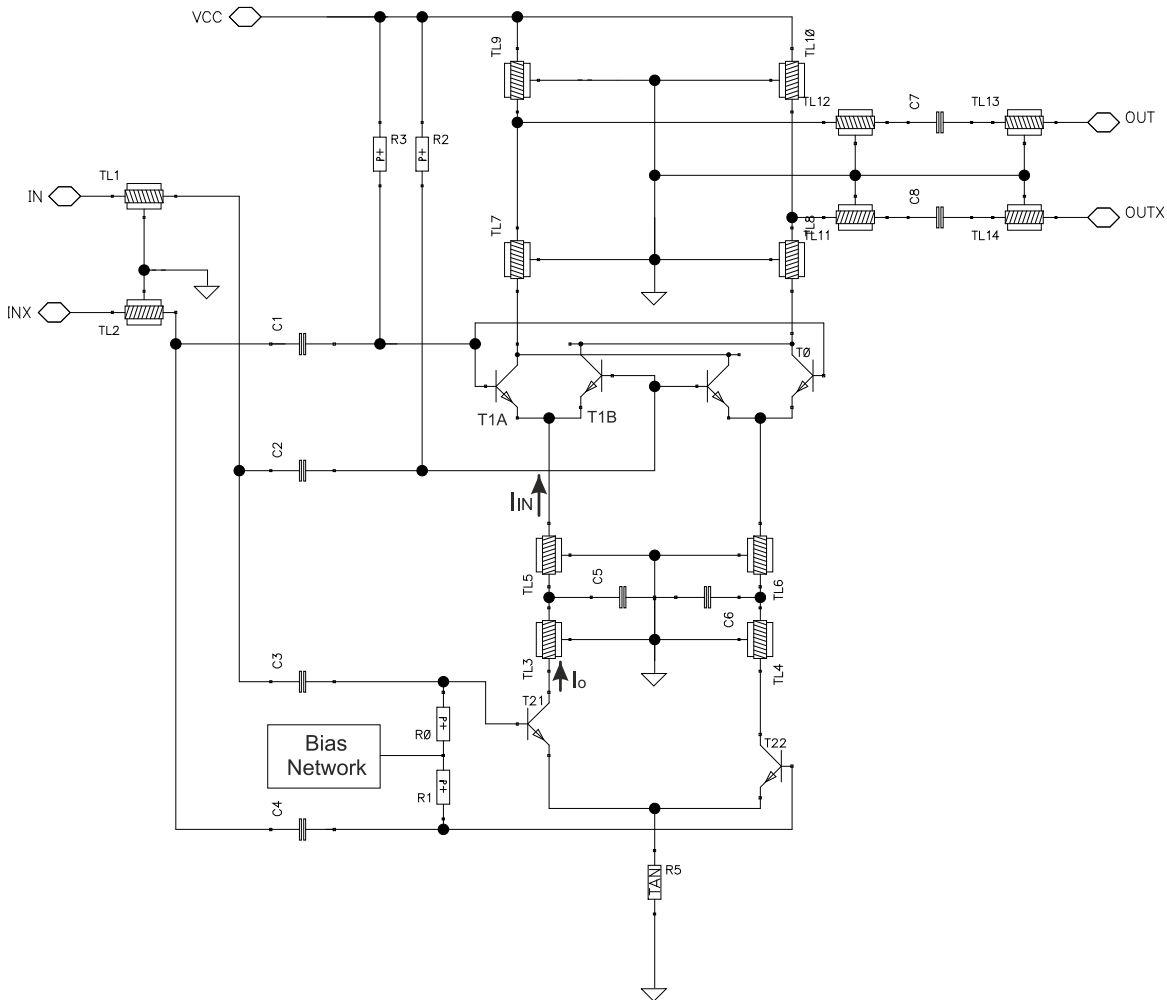 VCC
TL9
TL10
R3
R2
TL12
C7
TL13
OUT
TL1
IN
C8
OUTX
TL7
TL8
TL11
TL14
INX
TL2
C1
TØ
T1A
T1B
C2
IIN
TL5
C5
TL6
C6
TL3
TL4
Io
C3
T21
P+
P+
RØ
Bias
Network
T22
P+
R1
P+
C4
R5
TAN